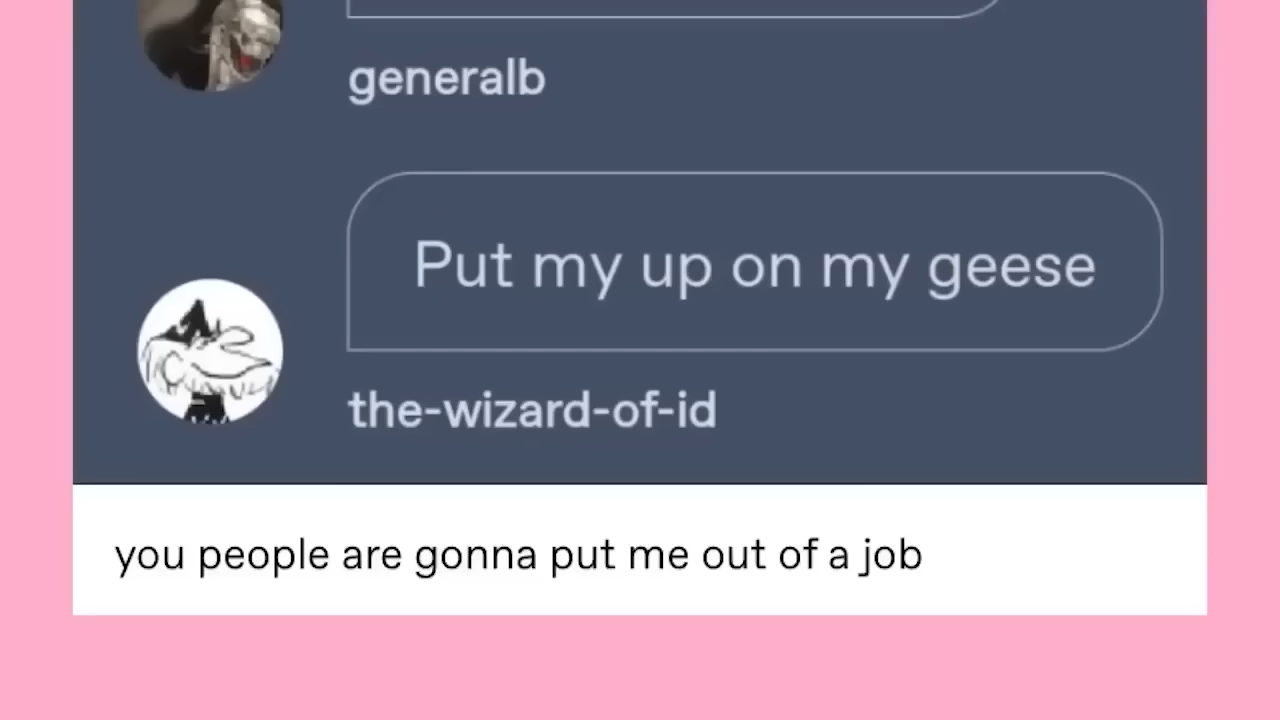 generalb
Put my up on my geese
the-wizard-of-id
you people are gonna put me out of a job